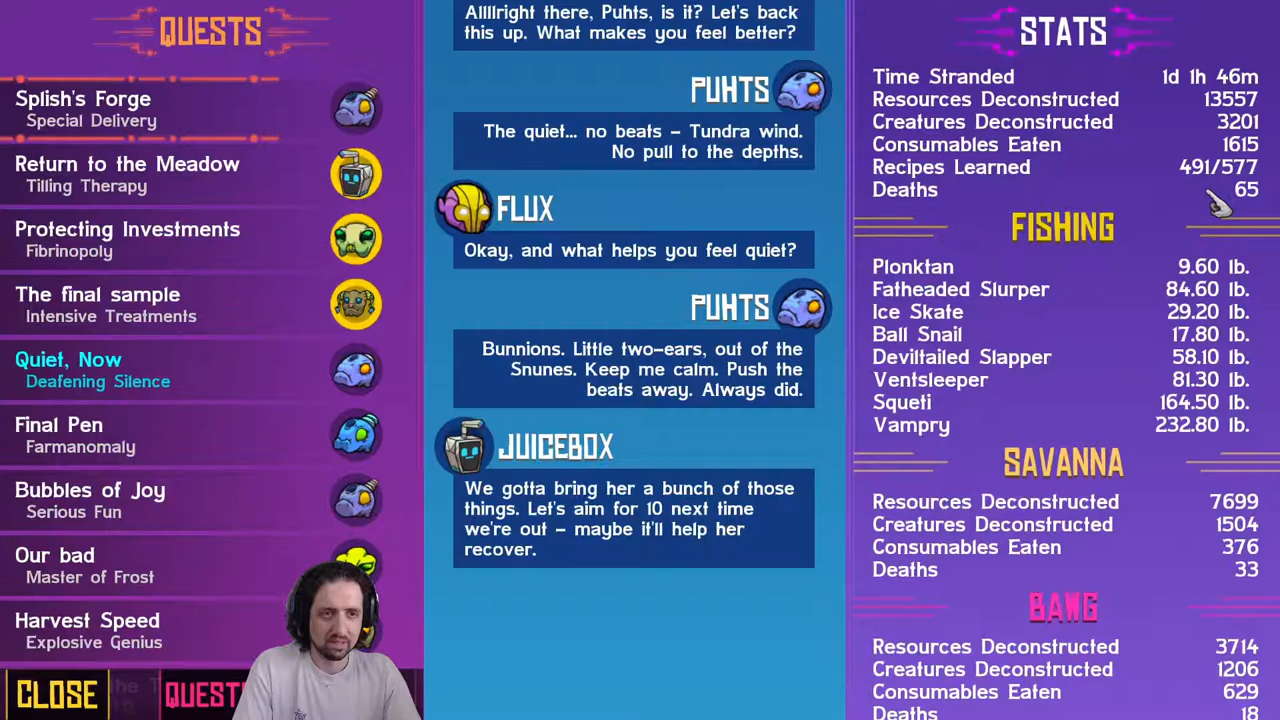 QUESTS
Splish's Forge
Special Delivery
Return to the Meadow
Tilling Therapy
Protecting Investments
Fibrinopoly
The final sample
Intensive Treatments
Quiet, Now
Deafening Silence
Final Pen
Farmanomaly
Bubbles of Joy
Serious Fun
Our bad
Master of Frost
Harvest Speed
Explosive Genius
CLOSE
QUEST
Allllright there, Puhts, is it? Let's back
this up. What makes you feel better?
PUHTS
The quiet... no beats - Tundra wind.
No pull to the depths.
FLUX
Okay, and what helps you feel quiet?
PUHTS
Bunnions. Little two-ears, out of the
Snunes. Keep me calm. Push the
beats away. Always did.
JUICEBOX
We gotta bring her a bunch of those
things. Let's aim for 10 next time
we're out - maybe it'll help her
recover.
STATS
Time Stranded 1d 1h 46m
Resources Deconstructed 13557
Creatures Deconstructed 3201
Consumables Eaten 1615
Recipes Learned 491/577
Deaths 65
FISHING
Plonktan 9.60 lb.
Fatheaded Slurper 84.60 lb.
Ice Skate 29.20 lb.
Ball Snail 17.80 lb.
Deviltailed Slapper 58.10 lb.
Ventsleeper 81.30 lb.
Squeti 164.50 lb.
Vampry 232.80 lb.
SAVANNA
Resources Deconstructed 7699
Creatures Deconstructed 1504
Consumables Eaten 376
Deaths 33
BAWG
Resources Deconstructed 3714
Creatures Deconstructed 1206
Consumables Eaten 629
Deaths 18